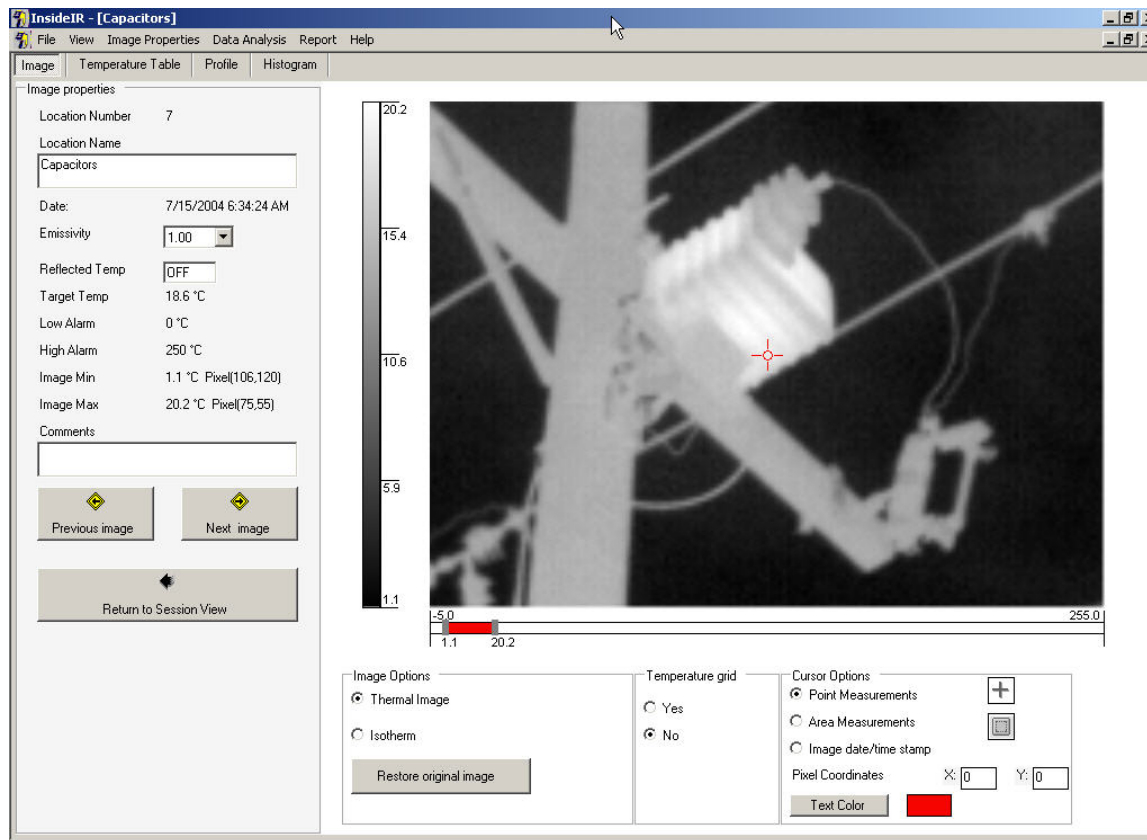 InsideIR - [Capacitors]
File View Image Properties Data Analysis Report Help
Image Temperature Table Profile Histogram
Image properties
Location Number 7
Location Name
Capacitors
Date: 7/15/2004 6:34:24 AM
Emissivity 1.00
Reflected Temp OFF
Target Temp 18.6 °C
Low Alarm 0 °C
High Alarm 250 °C
Image Min 1.1 °C Pixel(106,120)
Image Max 20.2 °C Pixel(75,55)
Comments
Previous image Next image
Return to Session View
20.2
15.4
10.6
5.9
1.1
-5.0 255.0
1.1 20.2
Image Options
Thermal Image
Isotherm
Restore original image
Temperature grid
Yes
No
Cursor Options
Point Measurements
Area Measurements
Image date/time stamp
Pixel Coordinates X: 0 Y: 0
Text Color